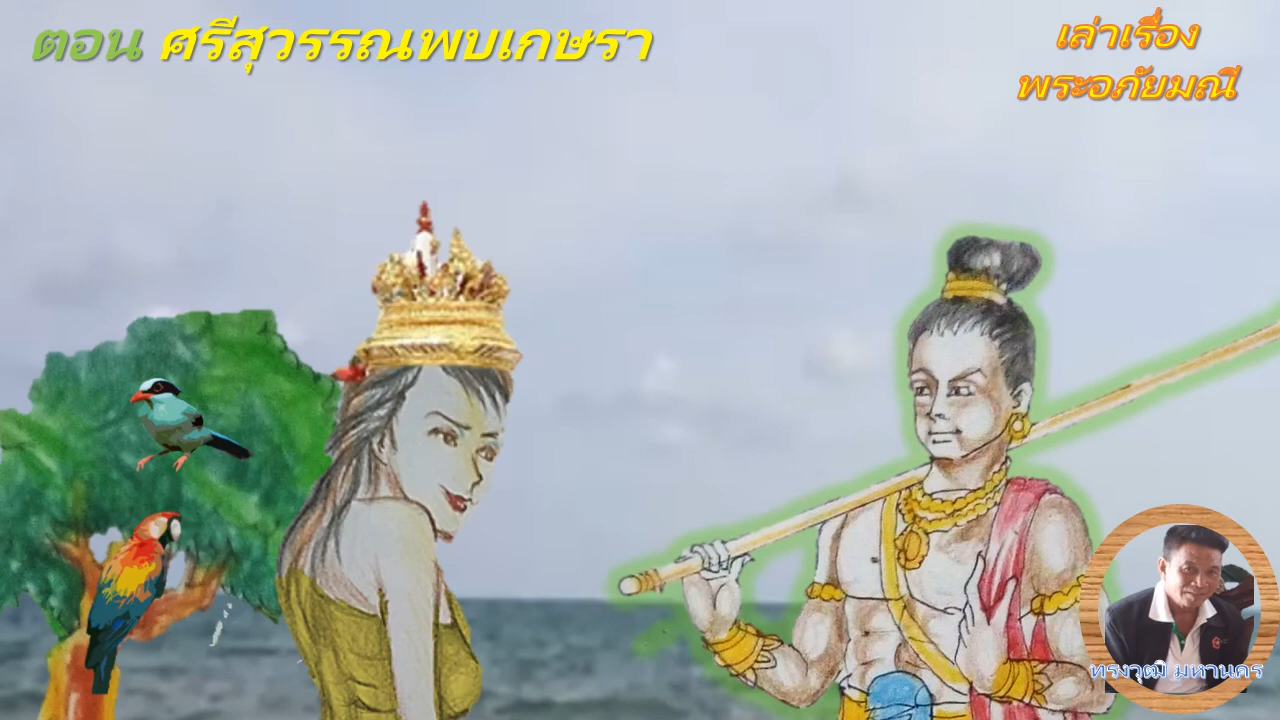 ตอน ศรีสุวรรณพบเกษรา
เล่าเรื่อง
พระอภัยมณี
ทรงวุฒิ มหานคร